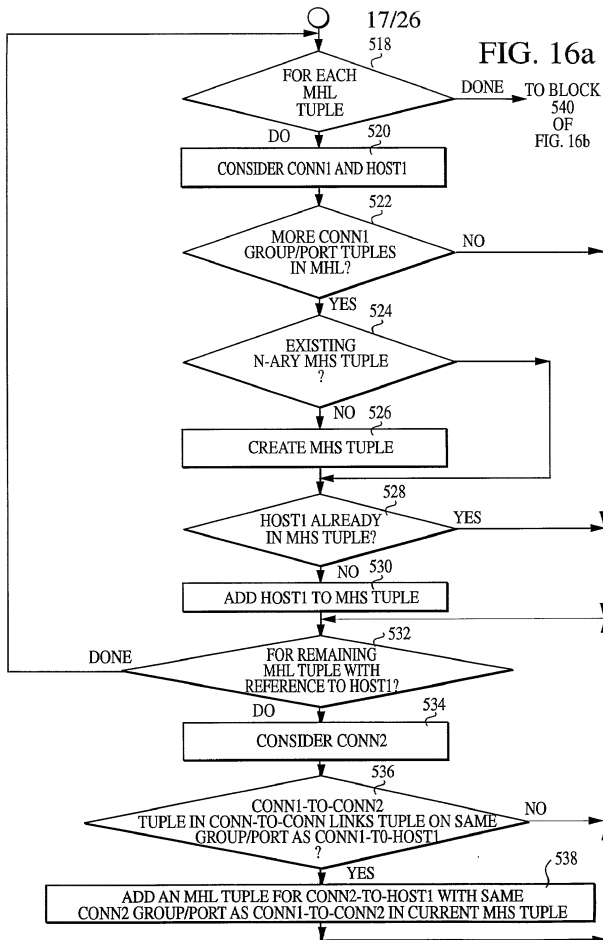 17/26
FIG. 16a
518
FOR EACH
MHL
TUPLE
DONE
TO BLOCK
540
OF
FIG. 16b
DO
520
CONSIDER CONN1 AND HOST1
522
MORE CONN1
GROUP/PORT TUPLES
IN MHL?
NO
YES
524
EXISTING
N-ARY MHS TUPLE
?
NO
526
CREATE MHS TUPLE
528
HOST1 ALREADY
IN MHS TUPLE?
YES
NO
530
ADD HOST1 TO MHS TUPLE
532
DONE
FOR REMAINING
MHL TUPLE WITH
REFERENCE TO HOST1?
DO
534
CONSIDER CONN2
536
CONN1-TO-CONN2
TUPLE IN CONN-TO-CONN LINKS TUPLE ON SAME
GROUP/PORT AS CONN1-TO-HOST1
?
NO
YES
538
ADD AN MHL TUPLE FOR CONN2-TO-HOST1 WITH SAME
CONN2 GROUP/PORT AS CONN1-TO-CONN2 IN CURRENT MHS TUPLE